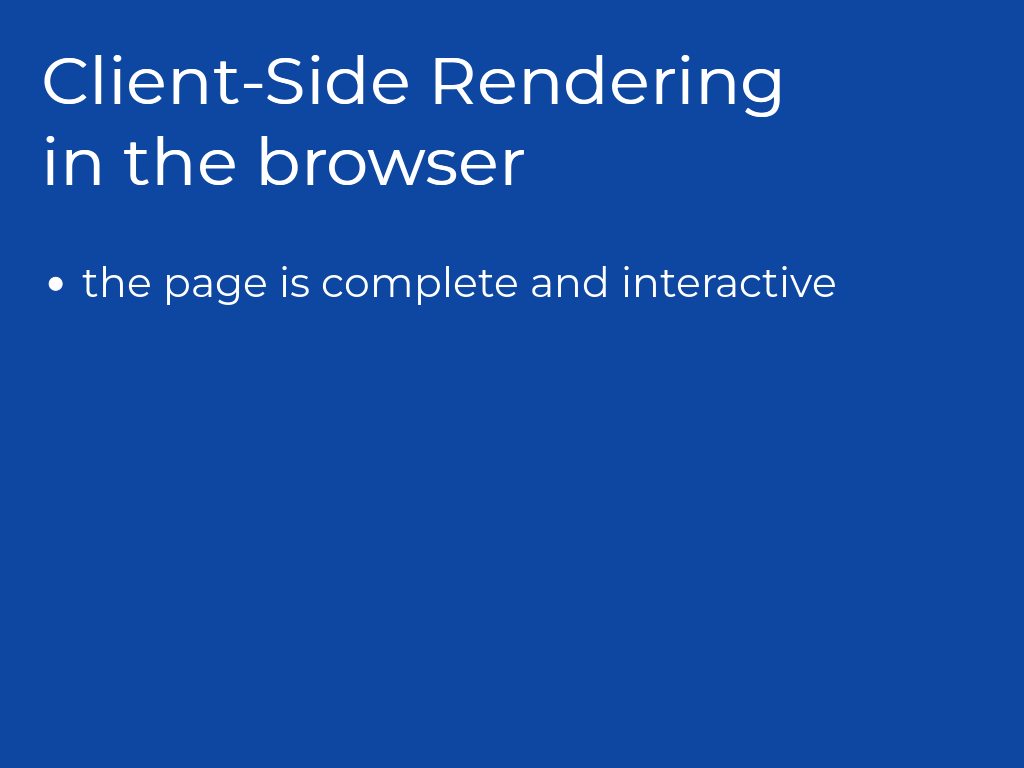 Client-Side Rendering
in the browser
• the page is complete and interactive